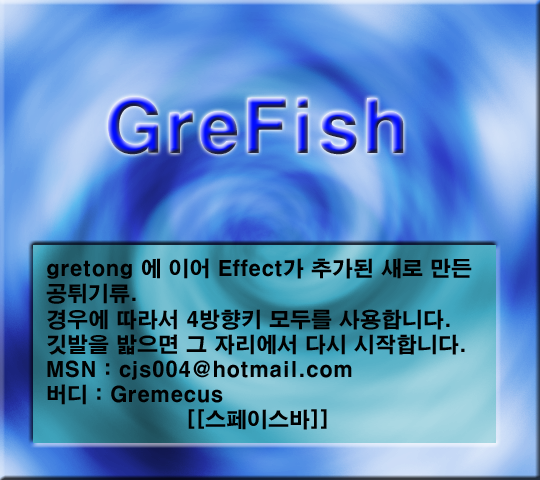 GreFish
gretong 에 이어 Effect가 추가된 새로 만든
공튀기류.
경우에 따라서 4방향키 모두를 사용합니다.
깃발을 밟으면 그 자리에서 다시 시작합니다.
MSN : cjs004@hotmail.com
버디 : Gremecus
[[스페이스바]]